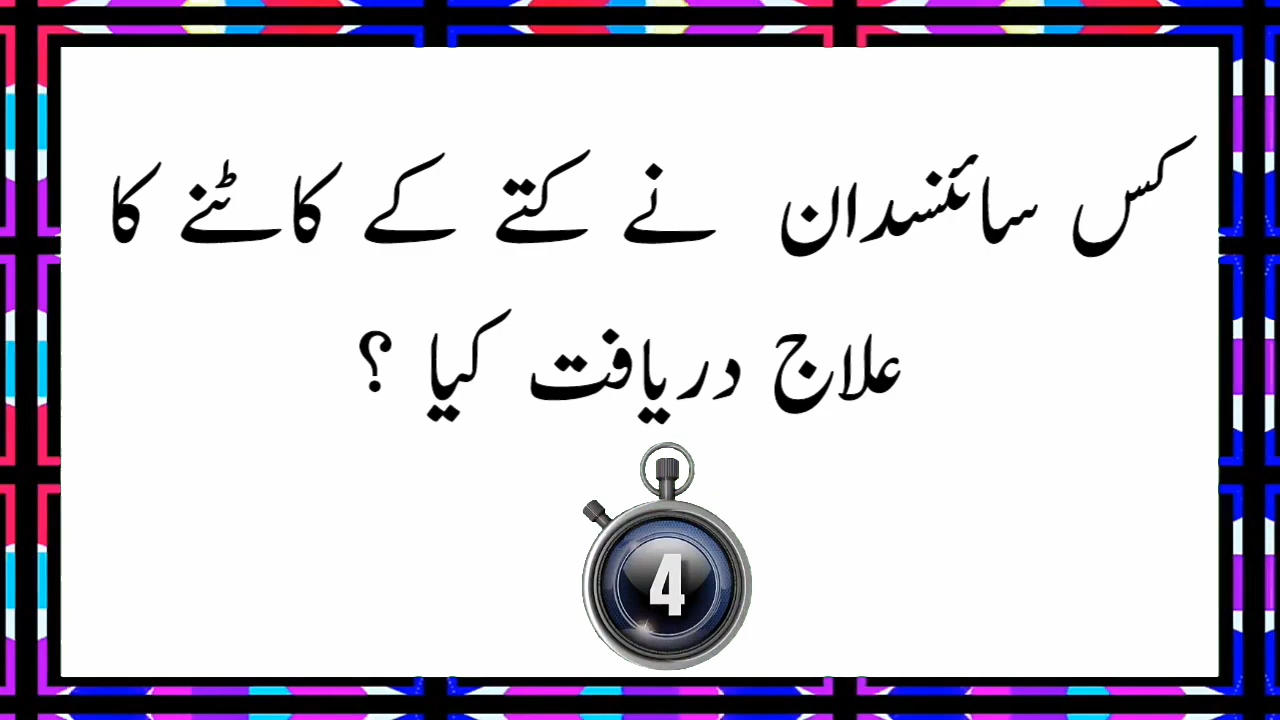 کس سائنسدان نے کتے کے کاٹنے کا
علاج دریافت کیا ؟
4